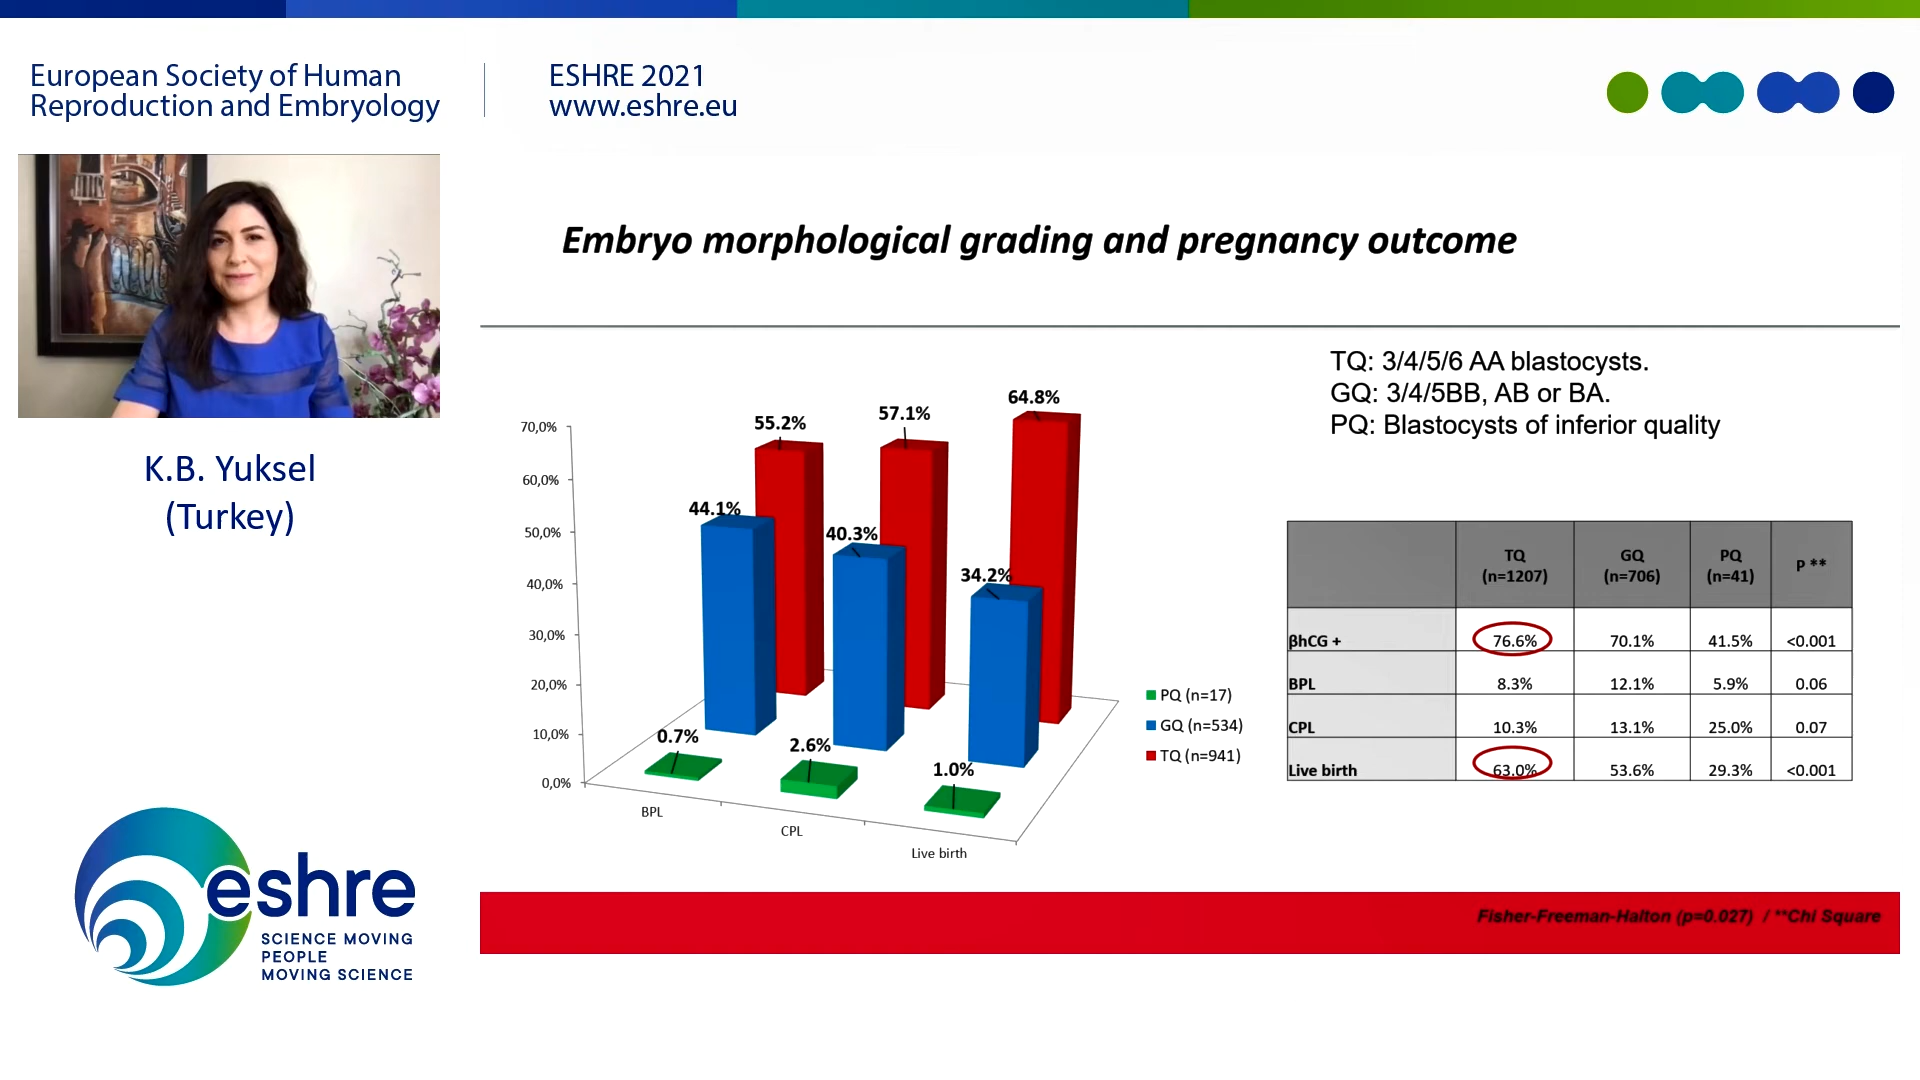 European Society of Human
Reproduction and Embryology
ESHRE 2021
www.eshre.eu
K.B. Yuksel
(Turkey)
eshre
SCIENCE MOVING
PEOPLE
MOVING SCIENCE
Embryo morphological grading and pregnancy outcome
TQ: 3/4/5/6 AA blastocysts.
GQ: 3/4/5BB, AB or BA.
PQ: Blastocysts of inferior quality
70,0%
60,0%
50,0%
40,0%
30,0%
20,0%
10,0%
0,0%
55.2%
57.1%
64.8%
44.1%
40.3%
34.2%
0.7%
2.6%
1.0%
BPL
CPL
Live birth
PQ (n=17)
GQ (n=534)
TQ (n=941)
TQ (n=1207) GQ (n=706) PQ (n=41) P **
βhCG + 76.6% 70.1% 41.5% <0.001
BPL 8.3% 12.1% 5.9% 0.06
CPL 10.3% 13.1% 25.0% 0.07
Live birth 63.0% 53.6% 29.3% <0.001
Fisher-Freeman-Halton (p=0.027) / **Chi Square